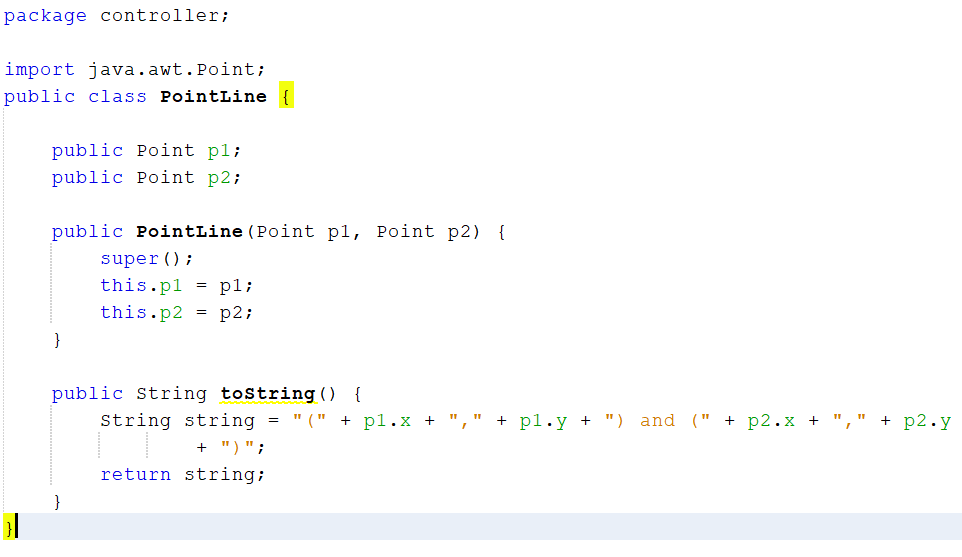 package controller;
import java.awt.Point;
public class PointLine {
public Point p1;
public Point p2;
public PointLine(Point p1, Point p2) {
super();
this.p1 = p1;
this.p2 = p2;
}
public String toString() {
String string = "(" + p1.x + "," + p1.y + ") and (" + p2.x + "," + p2.y
+ ")";
return string;
}
}